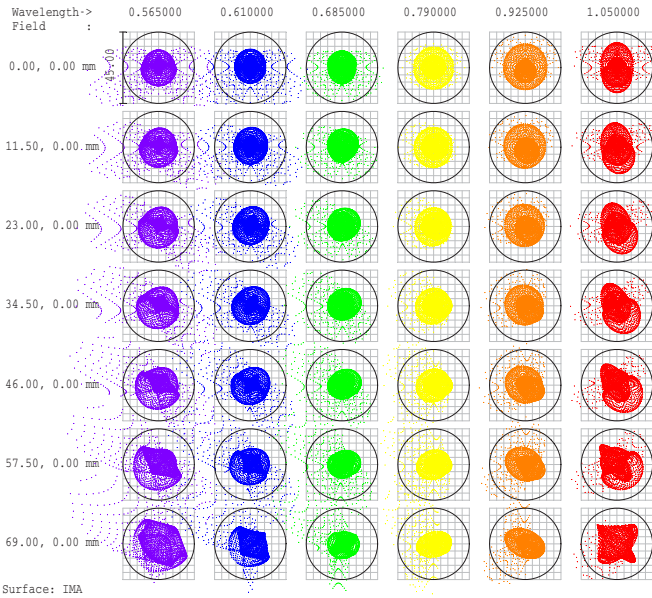 Wavelength-> 0.565000 0.610000 0.685000 0.790000 0.925000 1.050000
Field :
45.00
0.00, 0.00 mm
11.50, 0.00 mm
23.00, 0.00 mm
34.50, 0.00 mm
46.00, 0.00 mm
57.50, 0.00 mm
69.00, 0.00 mm
Surface: IMA